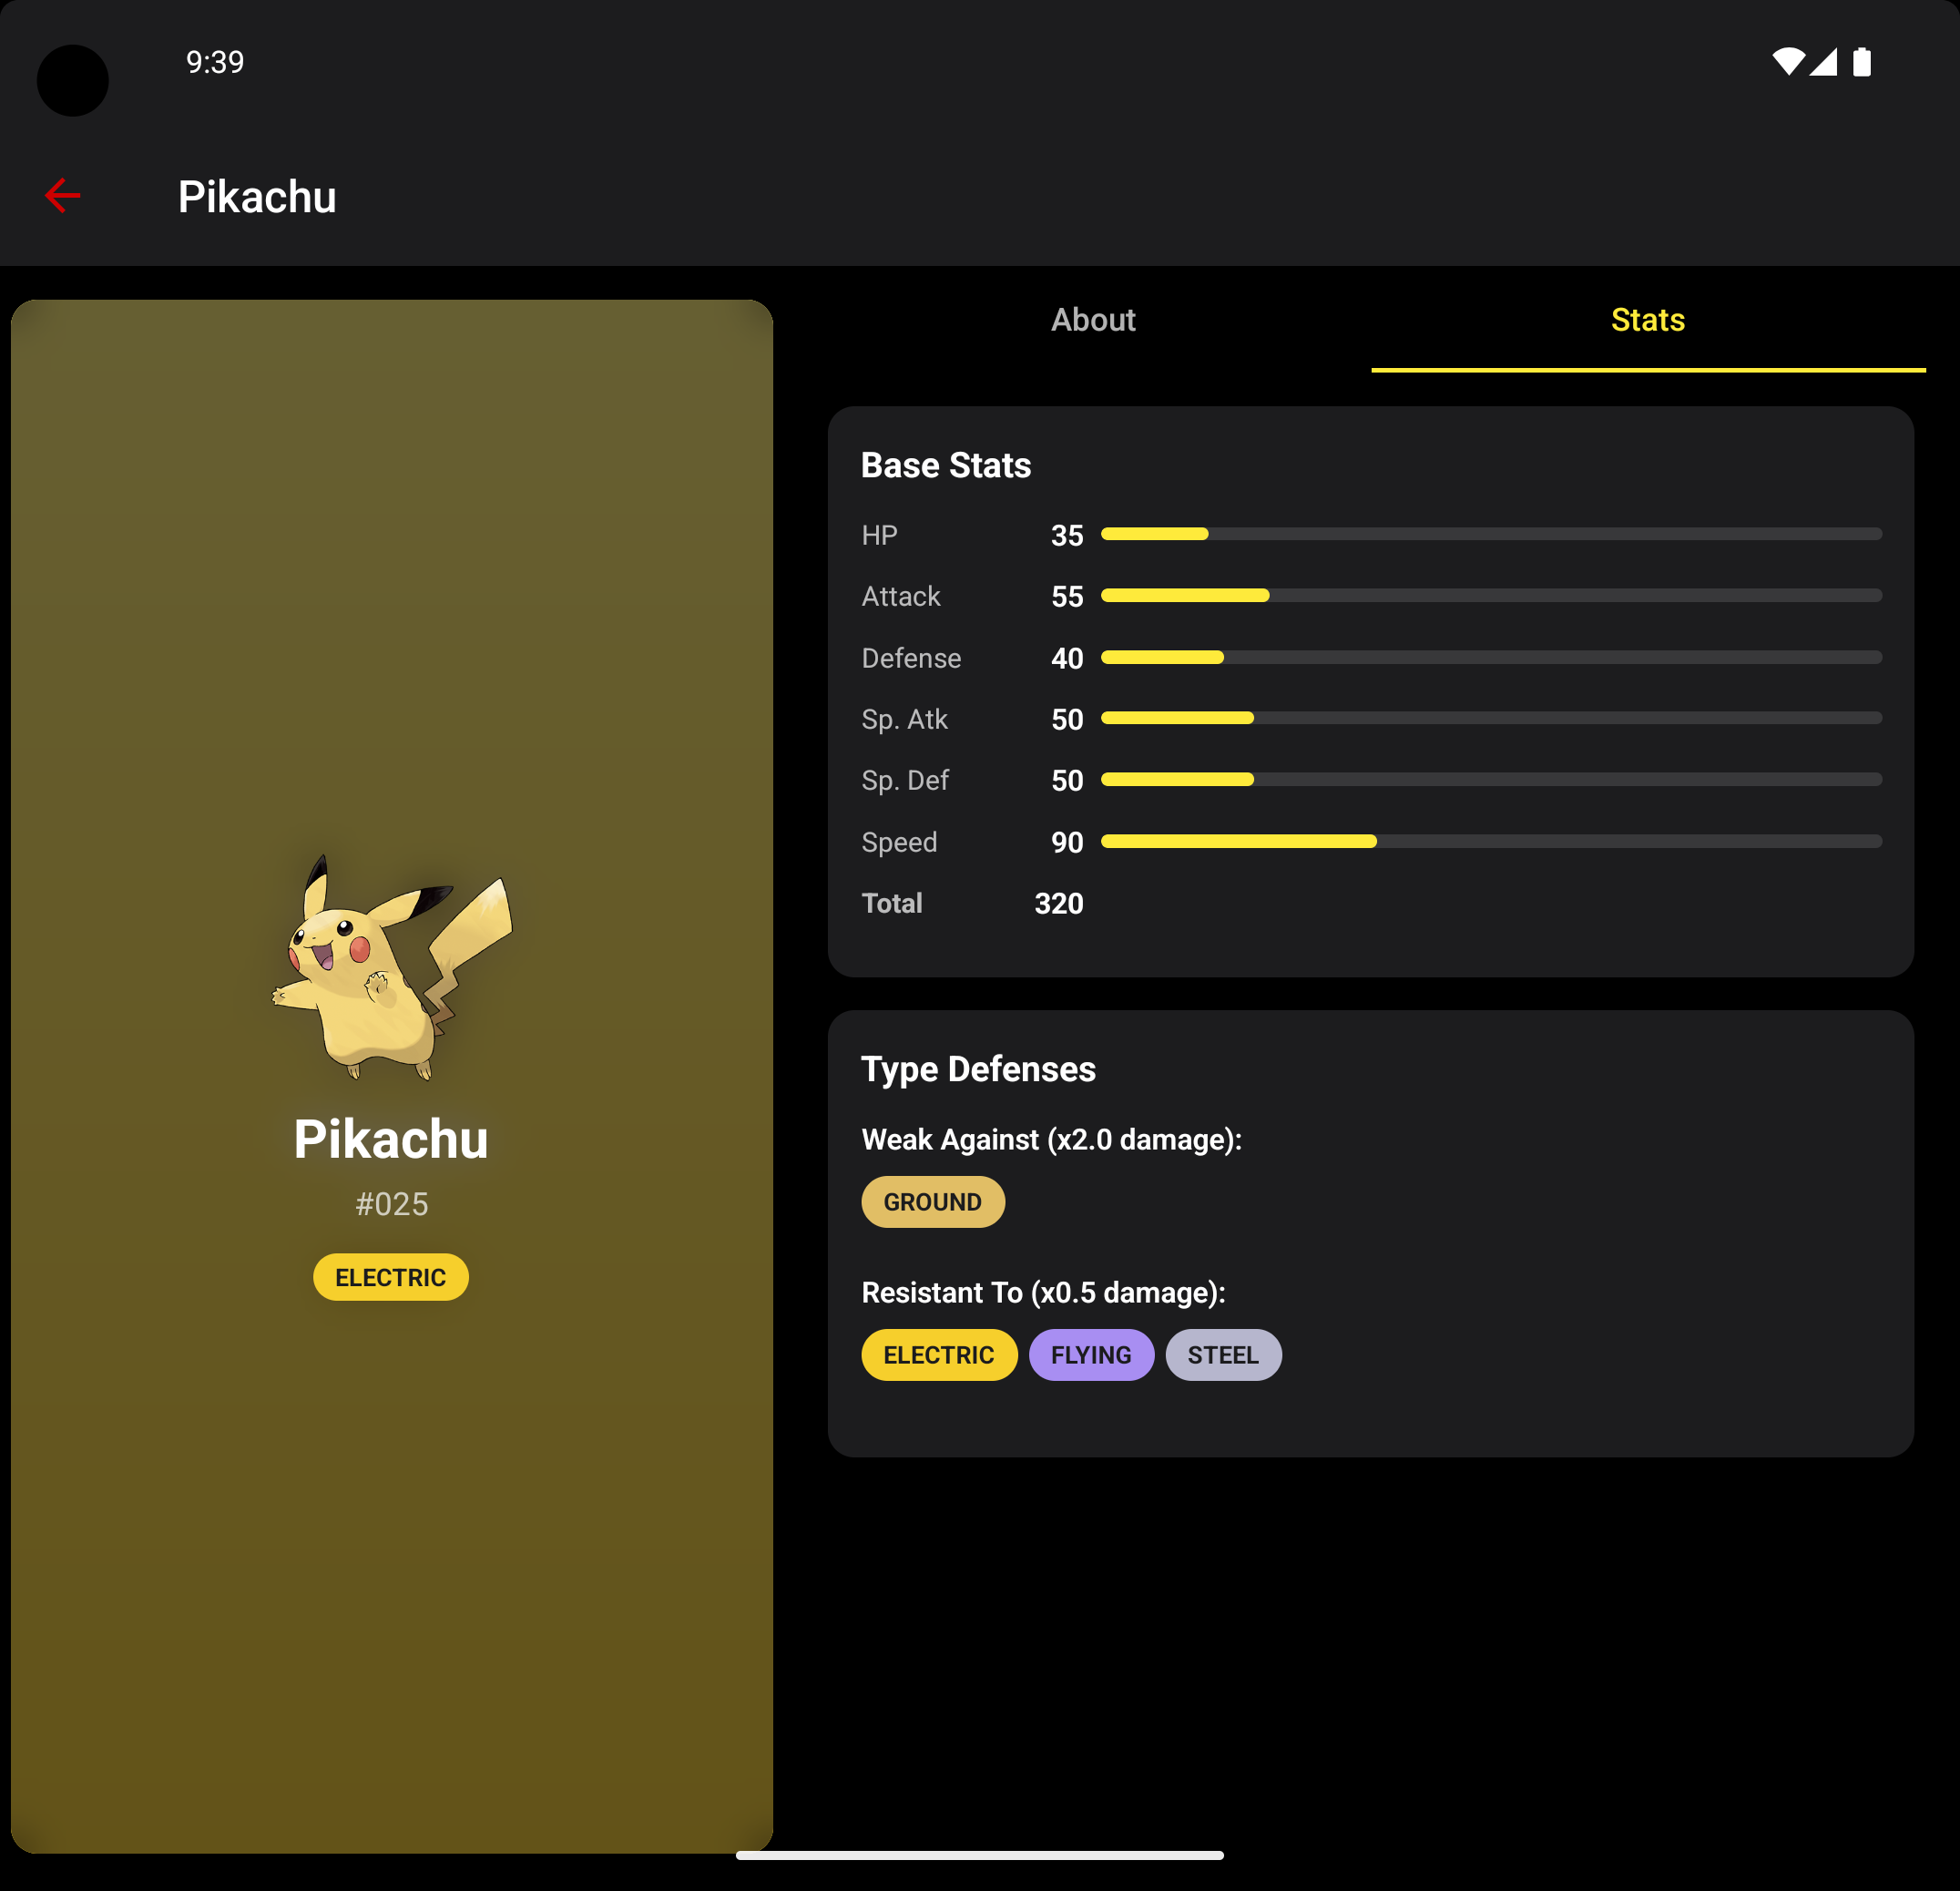 9:39
Pikachu
Pikachu
#025
ELECTRIC
About Stats
Base Stats
HP 35
Attack 55
Defense 40
Sp. Atk 50
Sp. Def 50
Speed 90
Total 320
Type Defenses
Weak Against (x2.0 damage):
GROUND
Resistant To (x0.5 damage):
ELECTRIC FLYING STEEL